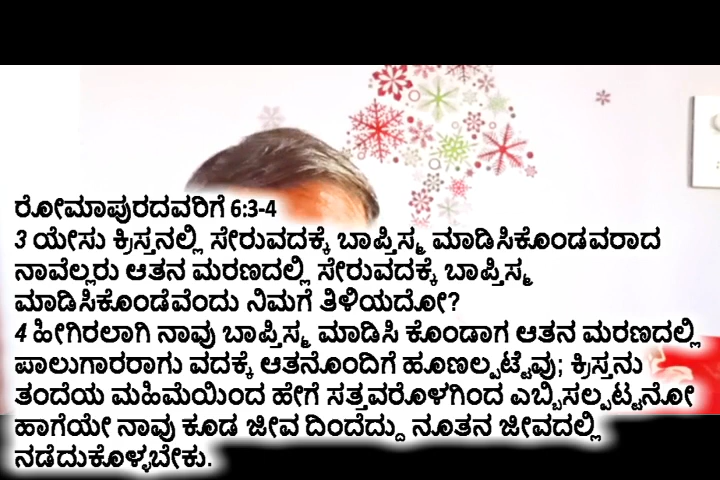 ರೋಮಾಪುರದವರಿಗೆ 6:3-4
3 ಯೇಸು ಕ್ರಿಸ್ತನಲ್ಲಿ ಸೇರುವದಕ್ಕೆ ಬಾಪ್ತಿಸ್ಮ ಮಾಡಿಸಿಕೊಂಡವರಾದ
ನಾವೆಲ್ಲರು ಆತನ ಮರಣದಲ್ಲಿ ಸೇರುವದಕ್ಕೆ ಬಾಪ್ತಿಸ್ಮ
ಮಾಡಿಸಿಕೊಂಡೆವೆಂದು ನಿಮಗೆ ತಿಳಿಯದೋ?
4 ಹೀಗಿರಲಾಗಿ ನಾವು ಬಾಪ್ತಿಸ್ಮ ಮಾಡಿಸಿ ಕೊಂಡಾಗ ಆತನ ಮರಣದಲ್ಲಿ
ಪಾಲುಗಾರರಾಗು ವದಕ್ಕೆ ಆತನೊಂದಿಗೆ ಹೂಣಲ್ಪಟ್ಟೆವು; ಕ್ರಿಸ್ತನು
ತಂದೆಯ ಮಹಿಮೆಯಿಂದ ಹೇಗೆ ಸತ್ತವರೊಳಗಿಂದ ಎಬ್ಬಿಸಲ್ಪಟ್ಟನೋ
ಹಾಗೆಯೇ ನಾವು ಕೂಡ ಜೀವ ದಿಂದೆದ್ದು ನೂತನ ಜೀವದಲ್ಲಿ
ನಡೆದುಕೊಳ್ಳಬೇಕು.